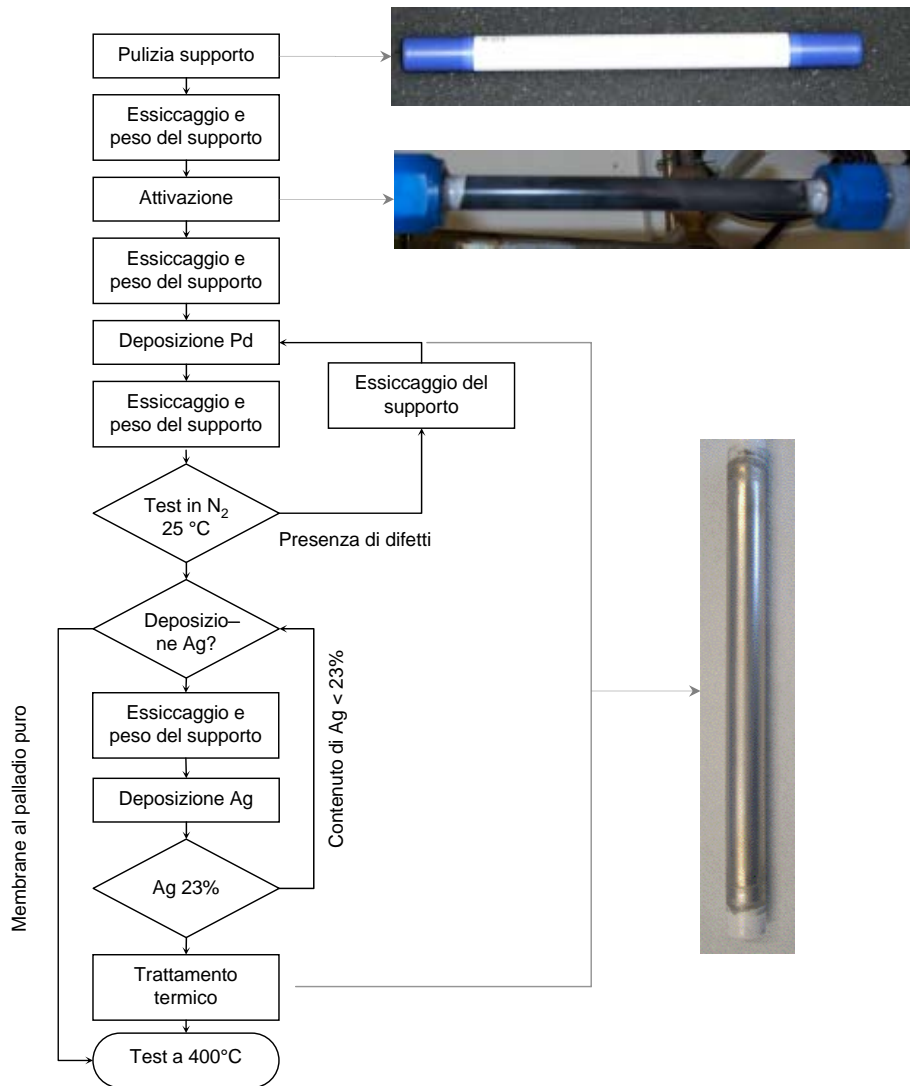 Pulizia supporto
Essiccaggio e
peso del supporto
Attivazione
Essiccaggio e
peso del supporto
Deposizione Pd
Essiccaggio del
supporto
Essiccaggio e
peso del supporto
Test in N₂
25 °C
Presenza di difetti
Deposizio–
ne Ag?
Essiccaggio e
peso del supporto
Deposizione Ag
Contenuto di Ag < 23%
Membrane al palladio puro
Ag 23%
Trattamento
termico
Test a 400°C